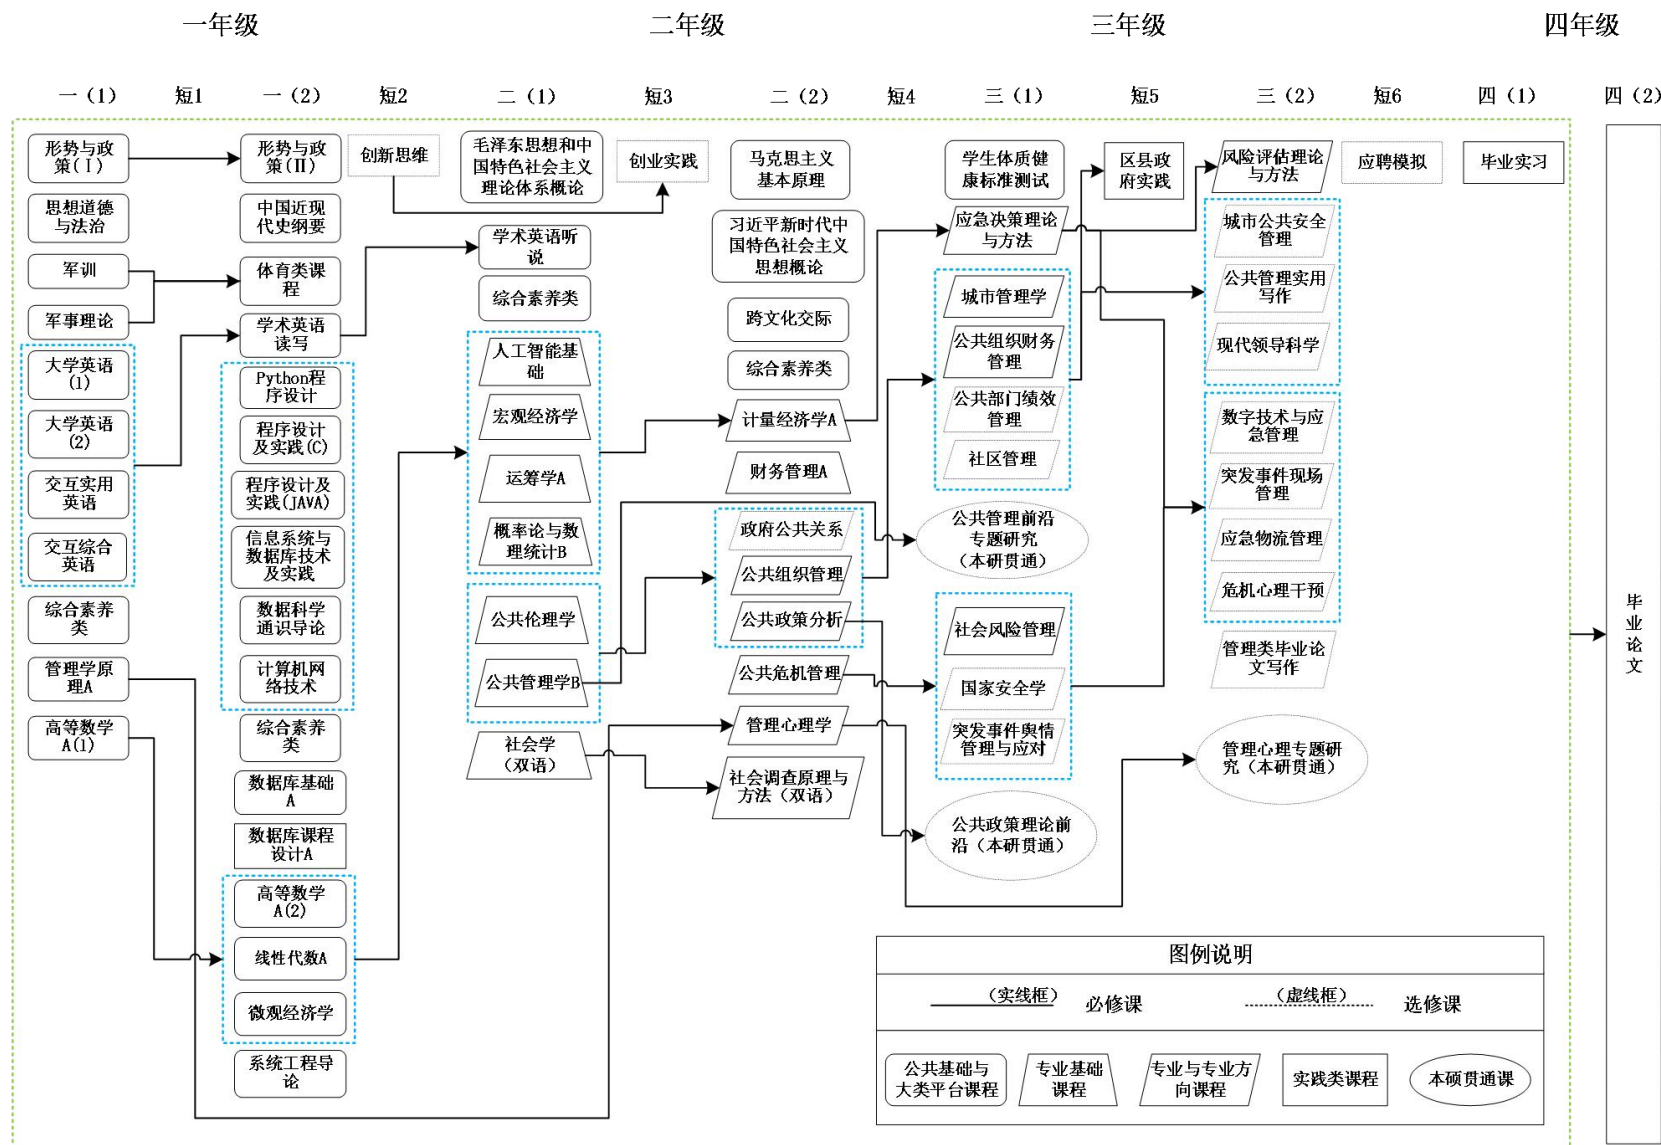 一年级
二年级
三年级
四年级
一（1）
短1
一（2）
短2
二（1）
短3
二（2）
短4
三（1）
短5
三（2）
短6
四（1）
四（2）
形势与政
策(Ⅰ)
思想道德
与法治
军训
军事理论
大学英语
(1)
大学英语
(2)
交互实用
英语
交互综合
英语
综合素养
类
管理学原
理A
高等数学
A(1)
形势与政
策(Ⅱ)
中国近现
代史纲要
体育类课
程
学术英语
读写
Python程
序设计
程序设计
及实践(C)
程序设计及
实践(JAVA)
信息系统与
数据库技术
及实践
数据科学
通识导论
计算机网
络技术
综合素养
类
数据库基础
A
数据库课程
设计A
高等数学
A(2)
线性代数A
微观经济学
系统工程导
论
创新思维
毛泽东思想和中
国特色社会主义
理论体系概论
学术英语听
说
综合素养类
人工智能基
础
宏观经济学
运筹学A
概率论与数
理统计B
公共伦理学
公共管理学B
社会学
（双语）
创业实践
马克思主义
基本原理
习近平新时代中
国特色社会主义
思想概论
跨文化交际
综合素养类
计量经济学A
财务管理A
政府公共关系
公共组织管理
公共政策分析
公共危机管理
管理心理学
社会调查原理与
方法（双语）
学生体质健
康标准测试
应急决策理论
与方法
城市管理学
公共组织财务
管理
公共部门绩效
管理
社区管理
公共管理前沿
专题研究
（本研贯通）
社会风险管理
国家安全学
突发事件舆情
管理与应对
公共政策理论前
沿（本研贯通）
区县政
府实践
风险评估理论
与方法
城市公共安全
管理
公共管理实用
写作
现代领导科学
数字技术与应
急管理
突发事件现场
管理
应急物流管理
危机心理干预
管理类毕业论
文写作
管理心理专题研
究（本研贯通）
应聘模拟
毕业实习
毕
业
论
文
图例说明
（实线框）
必修课
（虚线框）
选修课
公共基础与
大类平台课程
专业基础
课程
专业与专业方
向课程
实践类课程
本硕贯通课